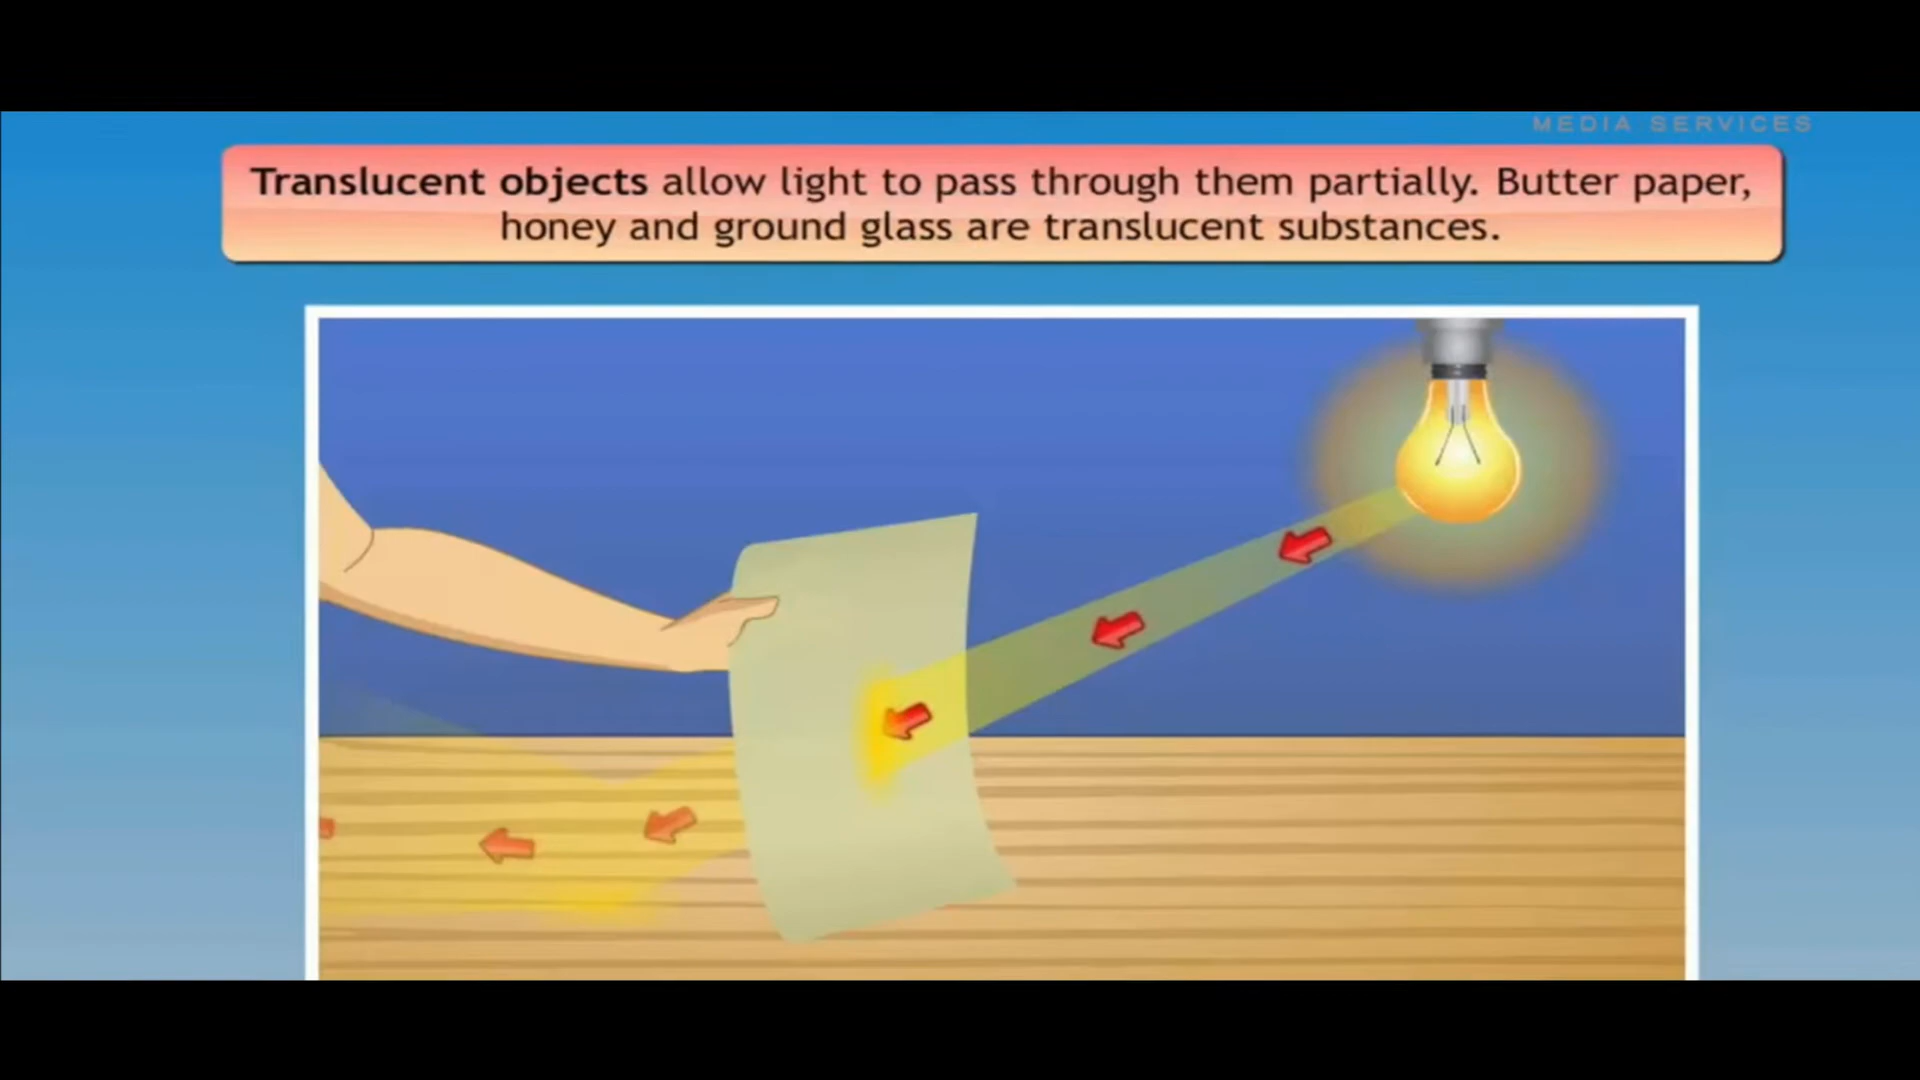 MEDIA SERVICES
Translucent objects allow light to pass through them partially. Butter paper,
honey and ground glass are translucent substances.